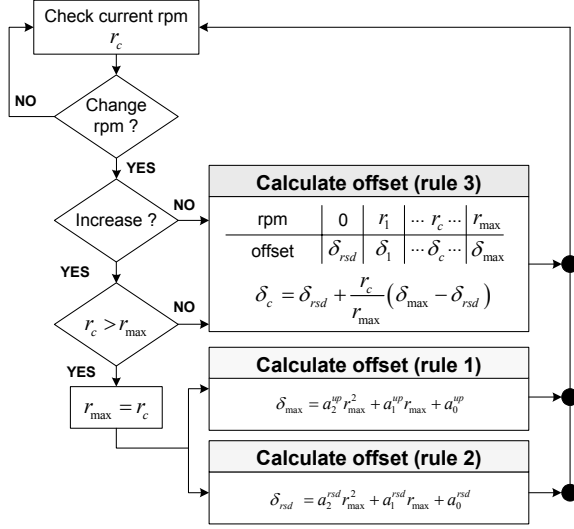 Check current rpm
r_c
NO
Change
rpm ?
YES
Calculate offset (rule 3)
NO
Increase ?
rpm 0 r_1 ··· r_c ··· r_max
offset δ_rsd δ_1 ··· δ_c ··· δ_max
YES
δ_c = δ_rsd + r_c/r_max (δ_max − δ_rsd)
NO
r_c > r_max
YES
Calculate offset (rule 1)
r_max = r_c
δ_max = a_2^up r_max^2 + a_1^up r_max + a_0^up
Calculate offset (rule 2)
δ_rsd = a_2^rsd r_max^2 + a_1^rsd r_max + a_0^rsd